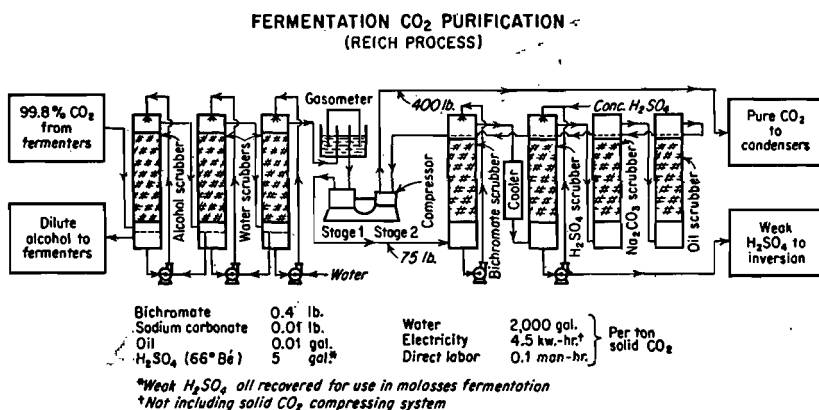 FERMENTATION CO₂ PURIFICATION
(REICH PROCESS)
99.8% CO₂
from
fermenters
Dilute
alcohol to
fermenters
Alcohol scrubber
Water scrubbers
Gasometer
Water
Stage 1
Stage 2
Compressor
75 lb.
400 lb.
Bichromate scrubber
Cooler
Conc. H₂SO₄
H₂SO₄ scrubber
Na₂CO₃ scrubber
Oil scrubber
Pure CO₂
to
condensers
Weak
H₂SO₄ to
inversion
Bichromate 0.4 lb.
Sodium carbonate 0.01 lb.
Oil 0.01 gal.
H₂SO₄ (66° Bé) 5 gal.*
Water 2,000 gal.
Electricity 4.5 kw.-hr.†
Direct labor 0.1 man-hr.
Per ton
solid CO₂
*Weak H₂SO₄ all recovered for use in molasses fermentation
†Not including solid CO₂ compressing system